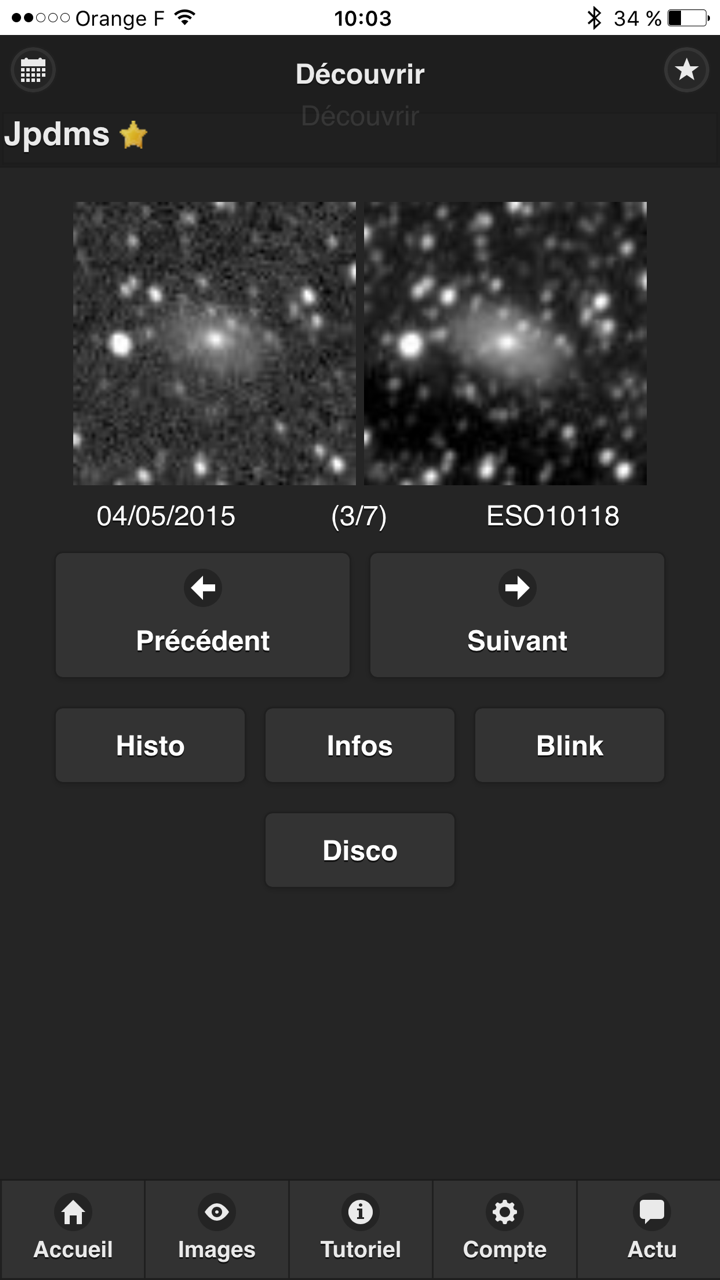 Orange F 10:03 34 %
Découvrir
Découvrir
Jpdms
04/05/2015 (3/7) ESO10118
Précédent Suivant
Histo Infos Blink
Disco
Accueil Images Tutoriel Compte Actu